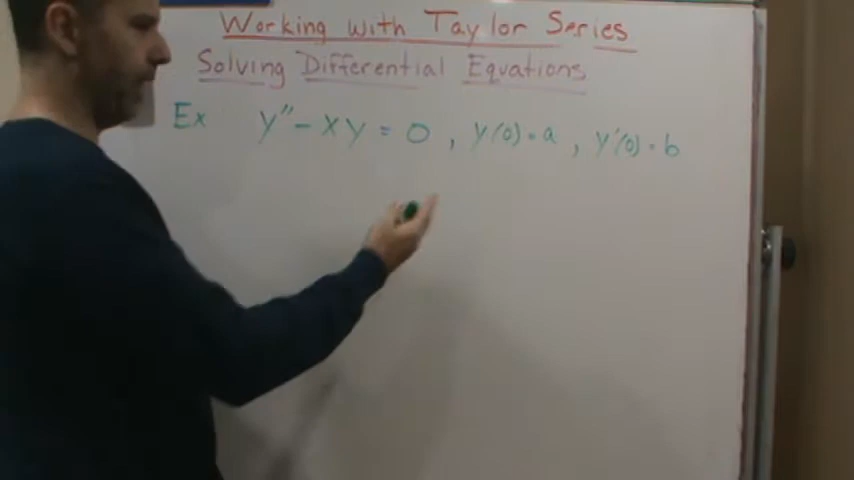 Working with Taylor Series
Solving Differential Equations
Ex y'' - xy = 0 , y(0) = a , y'(0) = b